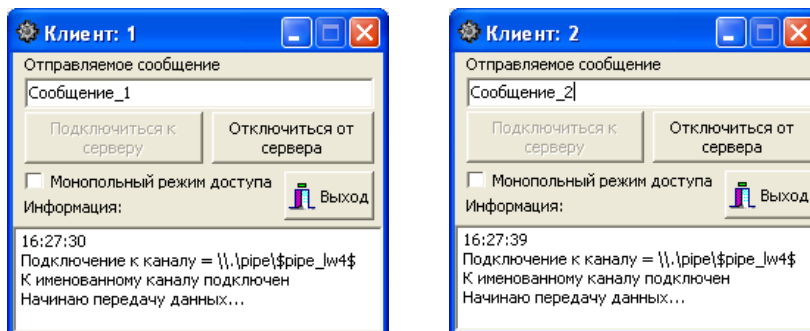 Клиент: 1
Отправляемое сообщение
Сообщение_1
Подключиться к
серверу
Отключиться от
сервера
Монопольный режим доступа
Выход
Информация:
16:27:30
Подключение к каналу = \\.\pipe\$pipe_lw4$
К именованному каналу подключен
Начинаю передачу данных...
Клиент: 2
Отправляемое сообщение
Сообщение_2
Подключиться к
серверу
Отключиться от
сервера
Монопольный режим доступа
Выход
Информация:
16:27:39
Подключение к каналу = \\.\pipe\$pipe_lw4$
К именованному каналу подключен
Начинаю передачу данных...